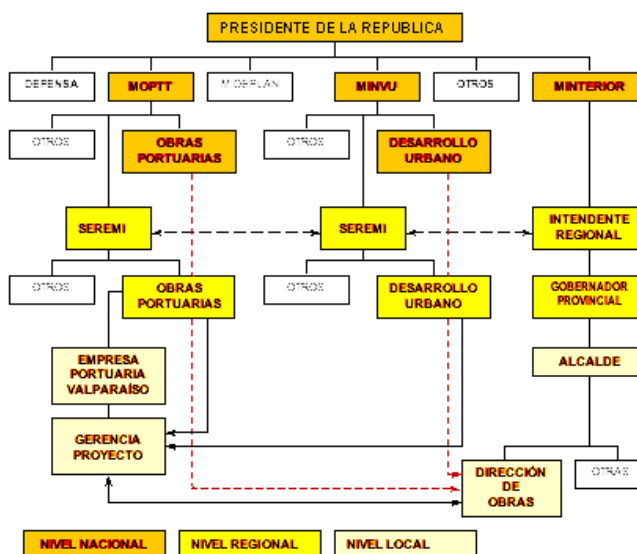 PRESIDENTE DE LA REPUBLICA
DEFENSA
MOPTT
MIDEPLAN
MINVU
OTROS
MINTERIOR
OTROS
OBRAS
PORTUARIAS
OTROS
DESARROLLO
URBANO
SEREMI
SEREMI
INTENDENTE
REGIONAL
OTROS
OBRAS
PORTUARIAS
OTROS
DESARROLLO
URBANO
GOBERNADOR
PROVINCIAL
EMPRESA
PORTUARIA
VALPARAÍSO
ALCALDE
GERENCIA
PROYECTO
DIRECCIÓN
DE
OBRAS
OTRAS
NIVEL NACIONAL
NIVEL REGIONAL
NIVEL LOCAL